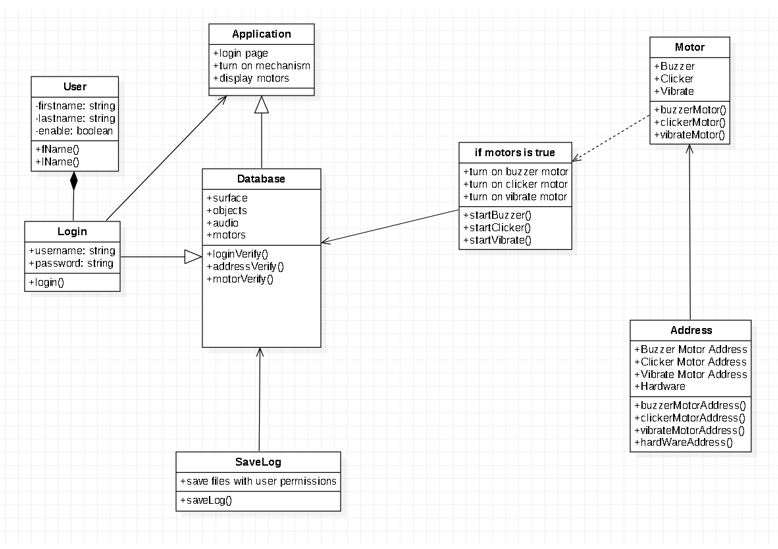 Application
+login page
+turn on mechanism
+display motors
User
-firstname: string
-lastname: string
-enable: boolean
+fName()
+lName()
Login
+username: string
+password: string
+login()
Database
+surface
+objects
+audio
+motors
+loginVerify()
+addressVerify()
+motorVerify()
SaveLog
+save files with user permissions
+saveLog()
if motors is true
+turn on buzzer motor
+turn on clicker motor
+turn on vibrate motor
+startBuzzer()
+startClicker()
+startVibrate()
Motor
+Buzzer
+Clicker
+Vibrate
+buzzerMotor()
+clickerMotor()
+vibrateMotor()
Address
+Buzzer Motor Address
+Clicker Motor Address
+Vibrate Motor Address
+Hardware
+buzzerMotorAddress()
+clickerMotorAddress()
+vibrateMotorAddress()
+hardWareAddress()